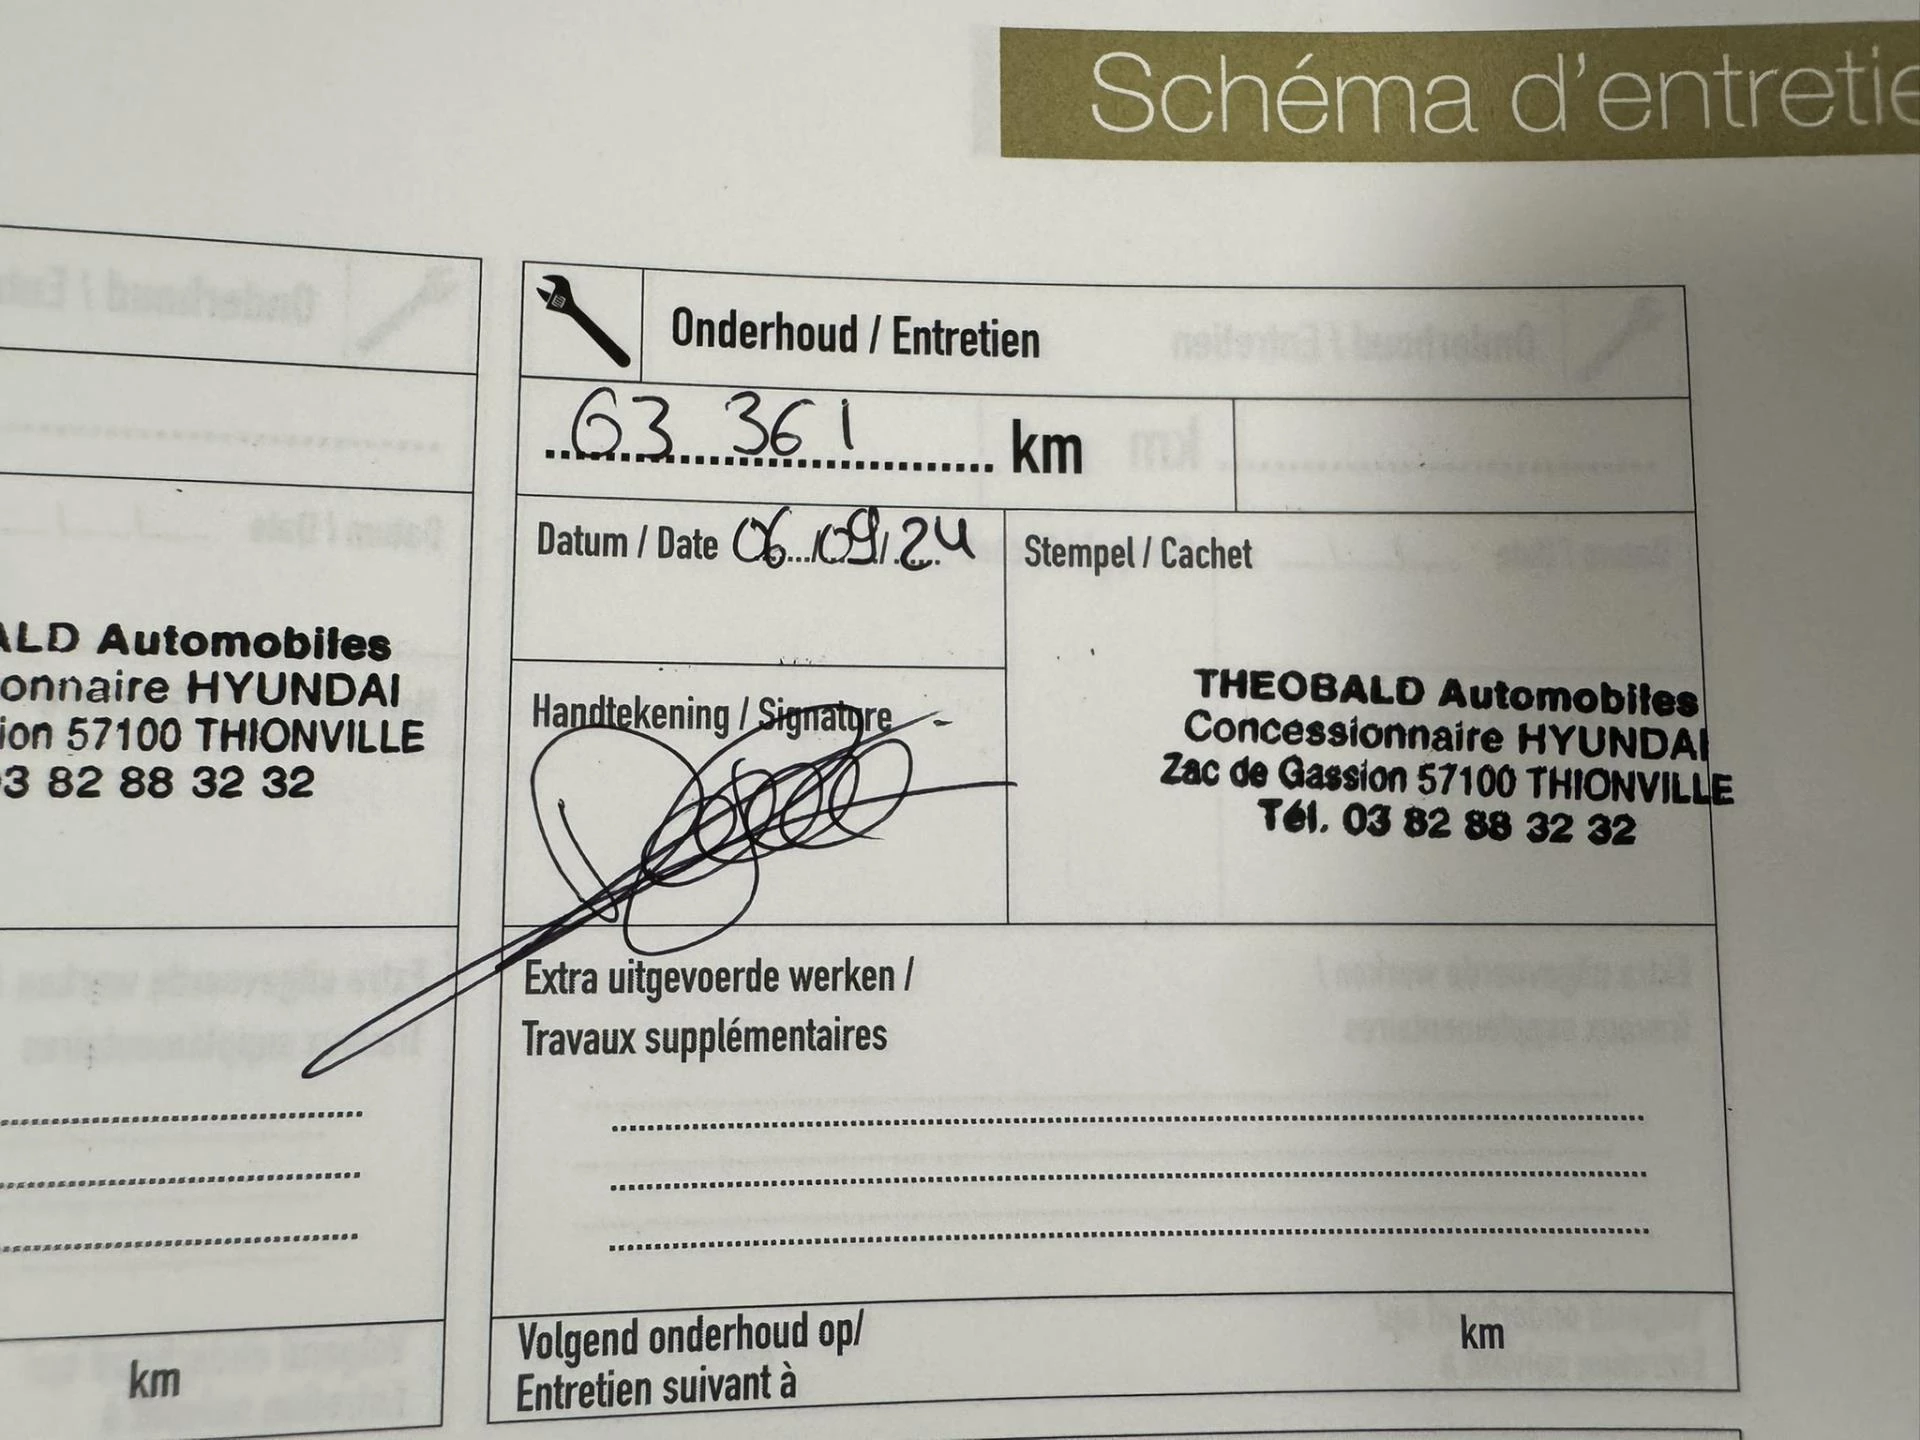 Schéma d'entretie
Onderhoud / Entretien
63 361 km
Datum / Date 06/09/24
Stempel / Cachet
ALD Automobiles
onnaire HYUNDAI
ion 57100 THIONVILLE
3 82 88 32 32
Handtekening / Signature
THEOBALD Automobiles
Concessionnaire HYUNDAI
Zac de Gassion 57100 THIONVILLE
Tél. 03 82 88 32 32
Extra uitgevoerde werken /
Travaux supplémentaires
Volgend onderhoud op/
Entretien suivant à
km
km